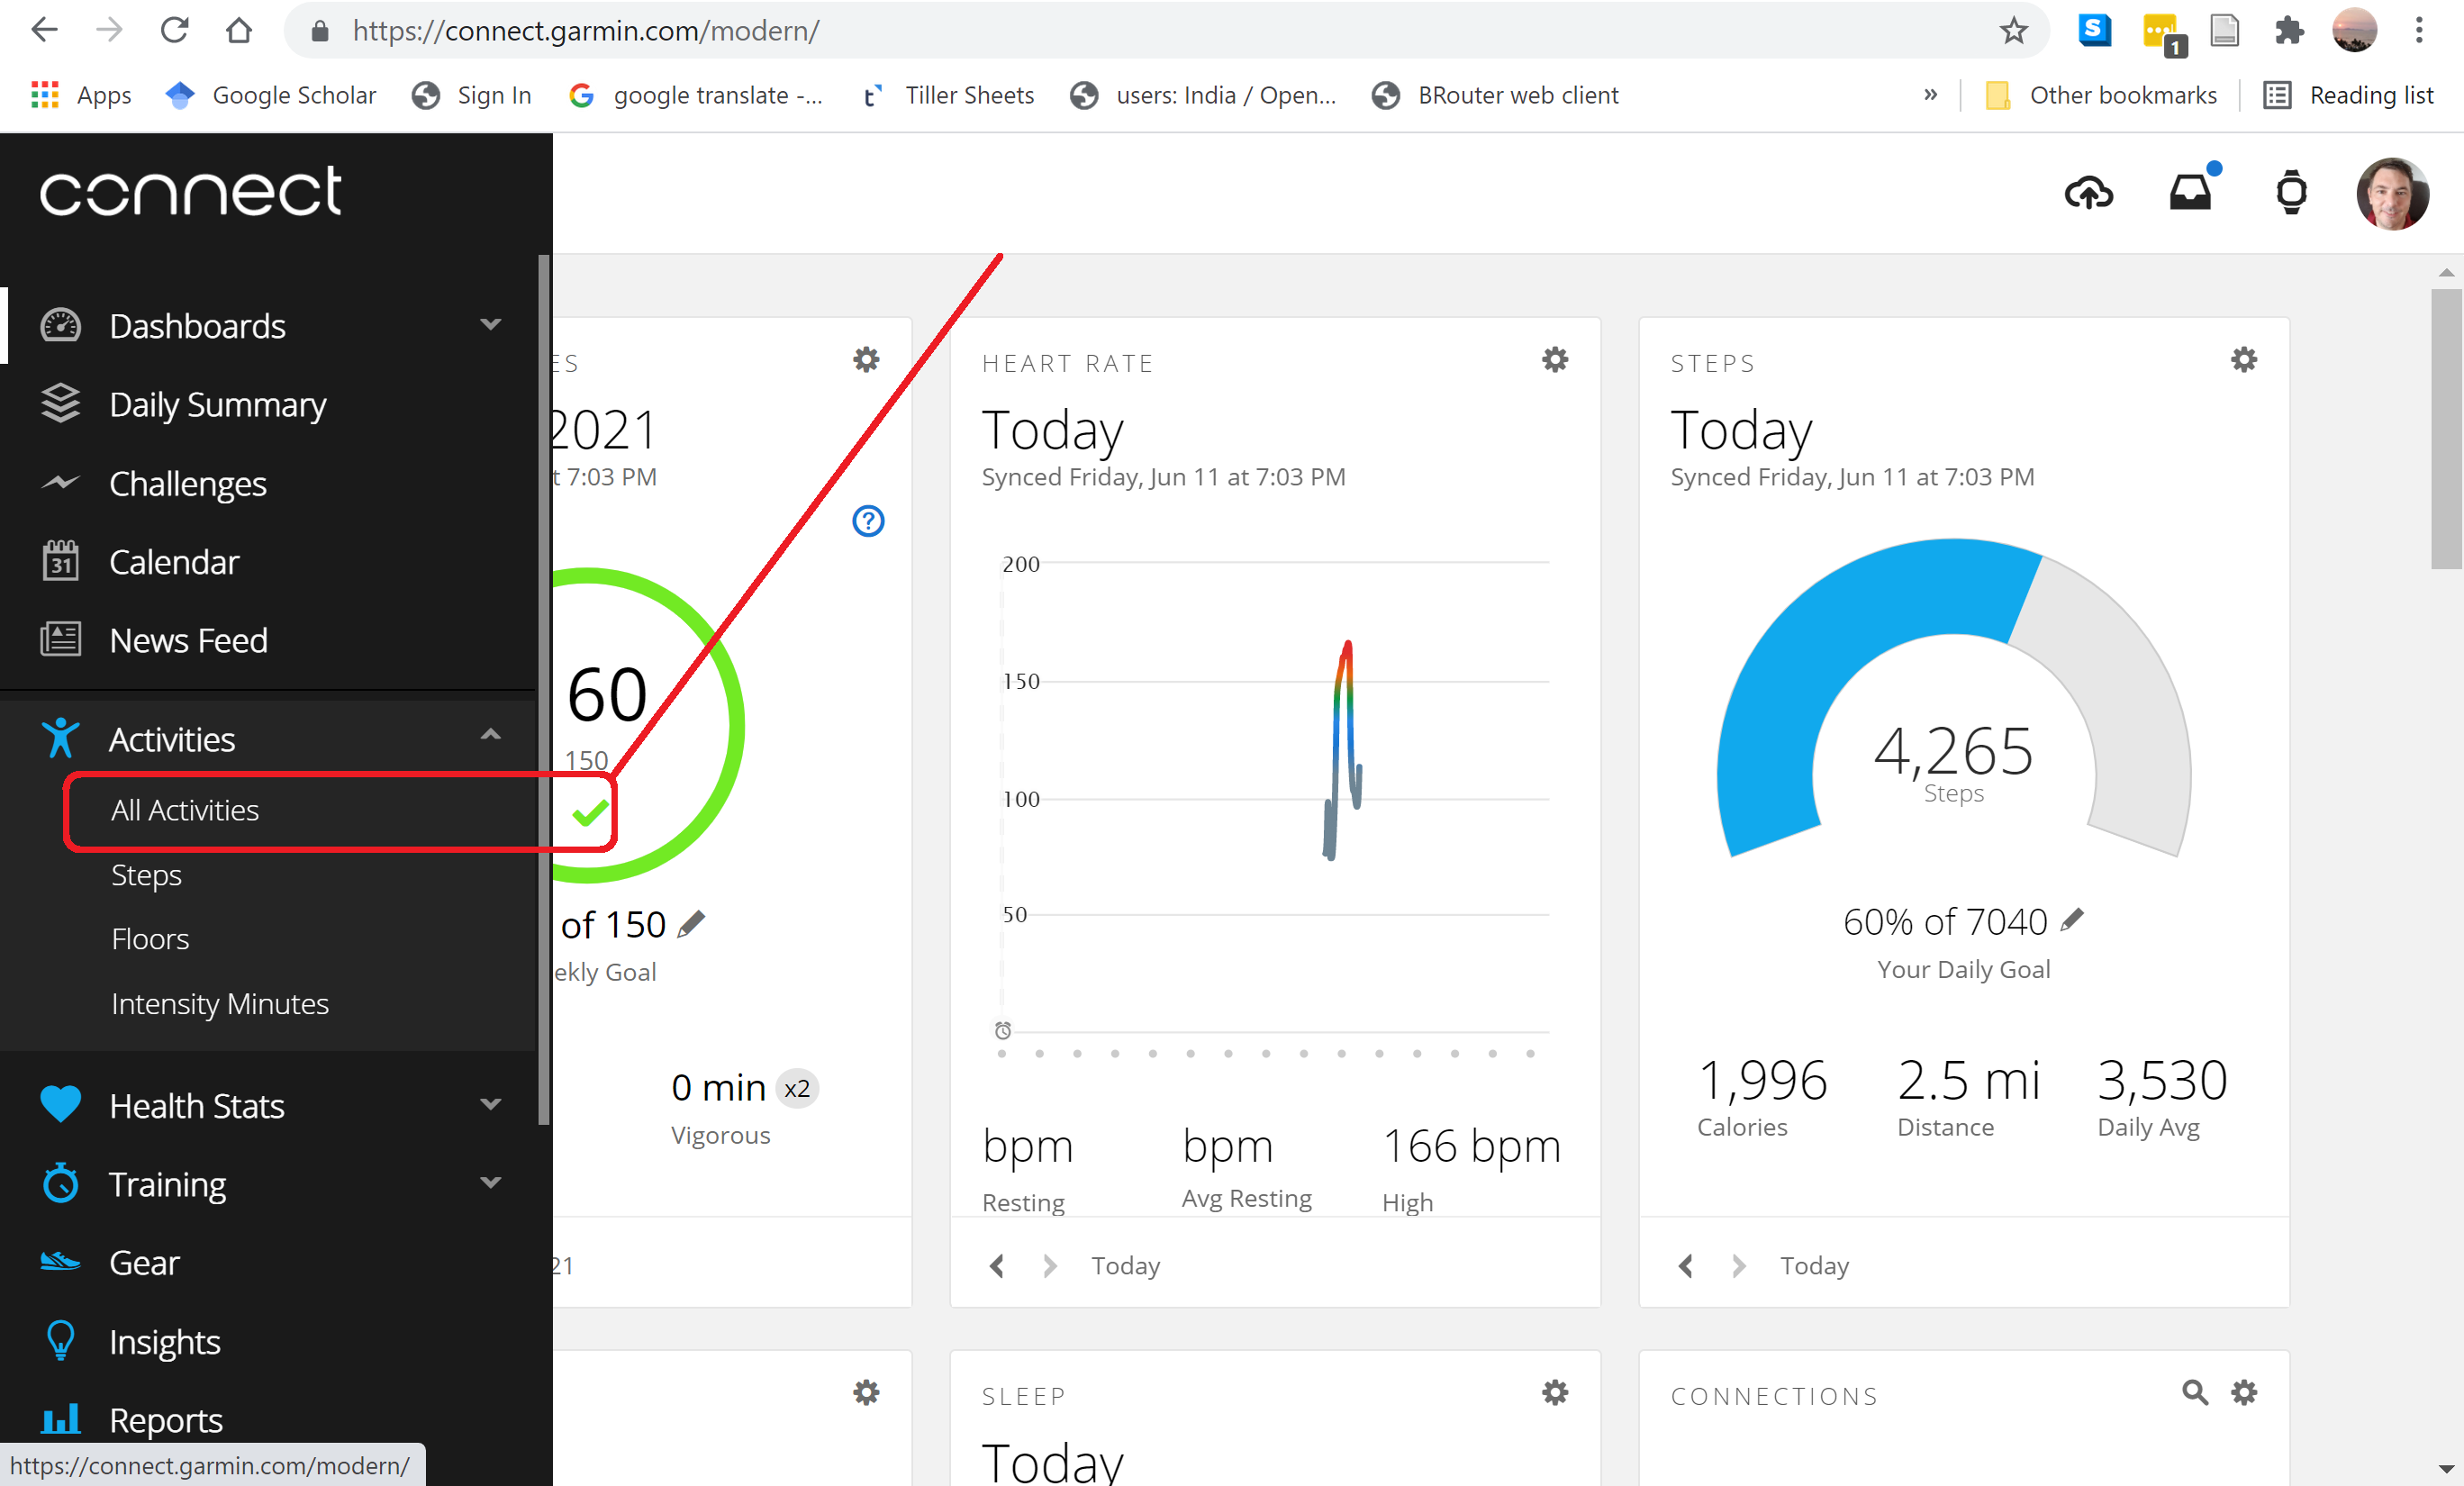 https://connect.garmin.com/modern/
S
1
Apps
Google Scholar
Sign In
google translate -...
Tiller Sheets
users: India / Open...
BRouter web client
»
Other bookmarks
Reading list
connect
Dashboards
Daily Summary
Challenges
31
Calendar
News Feed
Activities
All Activities
Steps
Floors
Intensity Minutes
Health Stats
Training
Gear
Insights
Reports
https://connect.garmin.com/modern/
ES
2021
t 7:03 PM
?
60
150
of 150
ekly Goal
0 min x2
Vigorous
21
HEART RATE
Today
Synced Friday, Jun 11 at 7:03 PM
200
150
100
50
bpm
Resting
bpm
Avg Resting
166 bpm
High
Today
STEPS
Today
Synced Friday, Jun 11 at 7:03 PM
4,265
Steps
60% of 7040
Your Daily Goal
1,996
Calories
2.5 mi
Distance
3,530
Daily Avg
Today
SLEEP
Today
CONNECTIONS